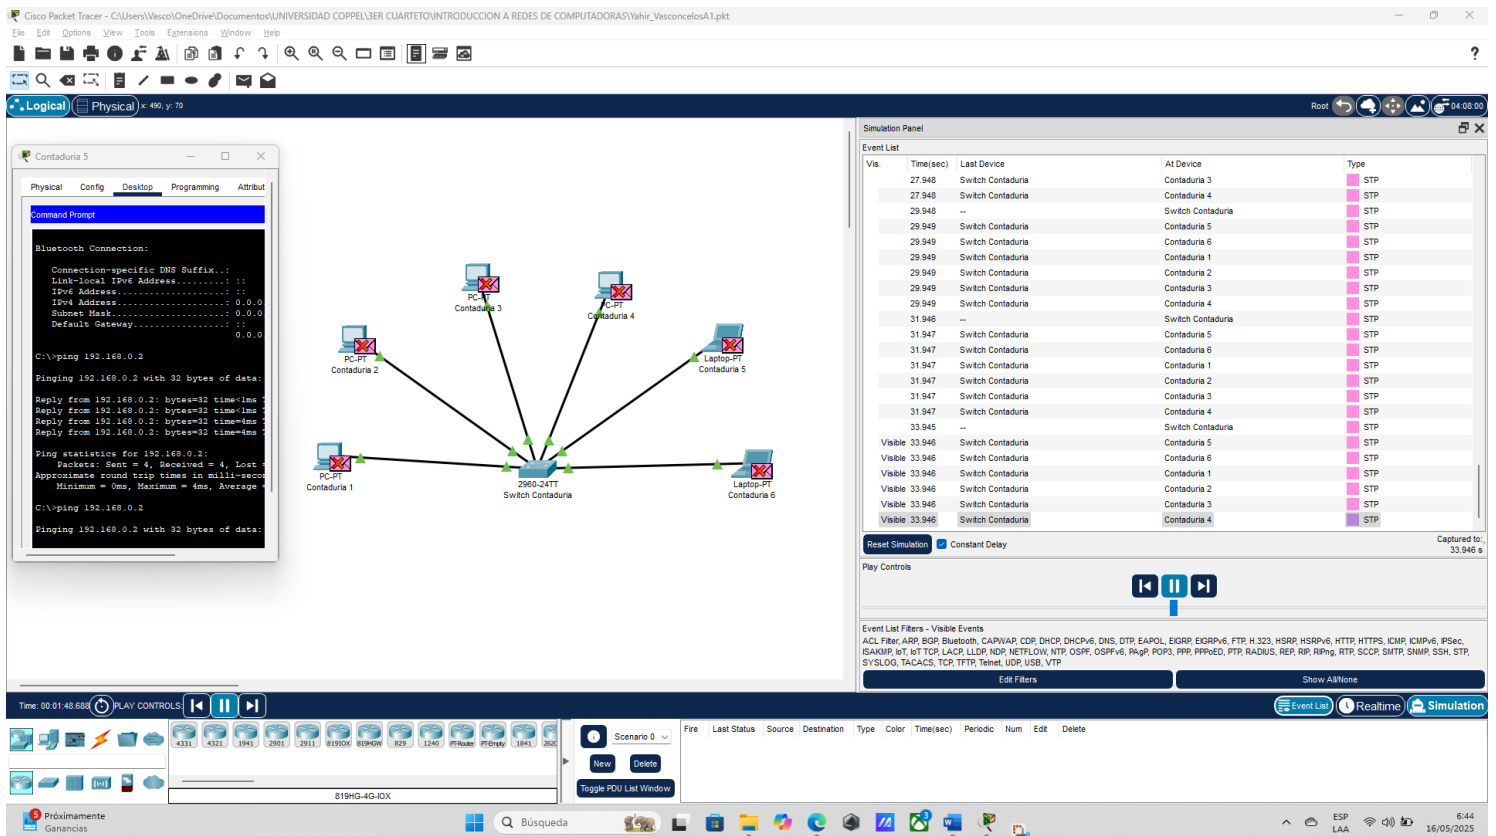 Cisco Packet Tracer - C:\Users\Vasco\OneDrive\Documentos\UNIVERSIDAD COPPEL\3ER CUARTETO\INTRODUCCION A REDES DE COMPUTADORAS\Yahir_VasconcelosA1.pkt
File Edit Options View Tools Extensions Window Help
?
Logical Physical x: 490, y: 70 Root 04:08:00
Contaduria 5
Physical Config Desktop Programming Attribut
Command Prompt
Bluetooth Connection:
Connection-specific DNS Suffix..:
Link-local IPv6 Address.........: ::
IPv6 Address....................: ::
IPv4 Address....................: 0.0.0
Subnet Mask.....................: 0.0.0
Default Gateway.................: ::
0.0.0
C:\>ping 192.168.0.2
Pinging 192.168.0.2 with 32 bytes of data:
Reply from 192.168.0.2: bytes=32 time<1ms
Reply from 192.168.0.2: bytes=32 time<1ms
Reply from 192.168.0.2: bytes=32 time=4ms
Reply from 192.168.0.2: bytes=32 time=4ms
Ping statistics for 192.168.0.2:
Packets: Sent = 4, Received = 4, Lost =
Approximate round trip times in milli-secon
Minimum = 0ms, Maximum = 4ms, Average =
C:\>ping 192.168.0.2
Pinging 192.168.0.2 with 32 bytes of data:
PC-PT
Contaduria 3
PC-PT
Contaduria 4
PC-PT
Contaduria 2
Laptop-PT
Contaduria 5
PC-PT
Contaduria 1
2960-24TT
Switch Contaduria
Laptop-PT
Contaduria 6
Simulation Panel
Event List
Vis. Time(sec) Last Device At Device Type
27.948 Switch Contaduria Contaduria 3 STP
27.948 Switch Contaduria Contaduria 4 STP
29.948 -- Switch Contaduria STP
29.949 Switch Contaduria Contaduria 5 STP
29.949 Switch Contaduria Contaduria 6 STP
29.949 Switch Contaduria Contaduria 1 STP
29.949 Switch Contaduria Contaduria 2 STP
29.949 Switch Contaduria Contaduria 3 STP
29.949 Switch Contaduria Contaduria 4 STP
31.946 -- Switch Contaduria STP
31.947 Switch Contaduria Contaduria 5 STP
31.947 Switch Contaduria Contaduria 6 STP
31.947 Switch Contaduria Contaduria 1 STP
31.947 Switch Contaduria Contaduria 2 STP
31.947 Switch Contaduria Contaduria 3 STP
31.947 Switch Contaduria Contaduria 4 STP
33.945 -- Switch Contaduria STP
Visible 33.946 Switch Contaduria Contaduria 5 STP
Visible 33.946 Switch Contaduria Contaduria 6 STP
Visible 33.946 Switch Contaduria Contaduria 1 STP
Visible 33.946 Switch Contaduria Contaduria 2 STP
Visible 33.946 Switch Contaduria Contaduria 3 STP
Visible 33.946 Switch Contaduria Contaduria 4 STP
Reset Simulation Constant Delay Captured to:
33.946 s
Play Controls
Event List Filters - Visible Events
ACL Filter, ARP, BGP, Bluetooth, CAPWAP, CDP, DHCP, DHCPv6, DNS, DTP, EAPOL, EIGRP, EIGRPv6, FTP, H.323, HSRP, HSRPv6, HTTP, HTTPS, ICMP, ICMPv6, IPSec,
ISAKMP, IoT, IoT TCP, LACP, LLDP, NDP, NETFLOW, NTP, OSPF, OSPFv6, PAgP, POP3, PPP, PPPoED, PTP, RADIUS, REP, RIP, RIPng, RTP, SCCP, SMTP, SNMP, SSH, STP,
SYSLOG, TACACS, TCP, TFTP, Telnet, UDP, USB, VTP
Edit Filters Show All/None
Time: 00:01:48.688 PLAY CONTROLS: Event List Realtime Simulation
4331 4321 1941 2901 2911 819IOX 819HGW 829 1240 PT-Router PT-Empty 1841 262
819HG-4G-IOX
Scenario 0
New Delete
Toggle PDU List Window
Fire Last Status Source Destination Type Color Time(sec) Periodic Num Edit Delete
5 Próximamente
Ganancias
Búsqueda
3
ESP
LAA
6:44
16/05/2025